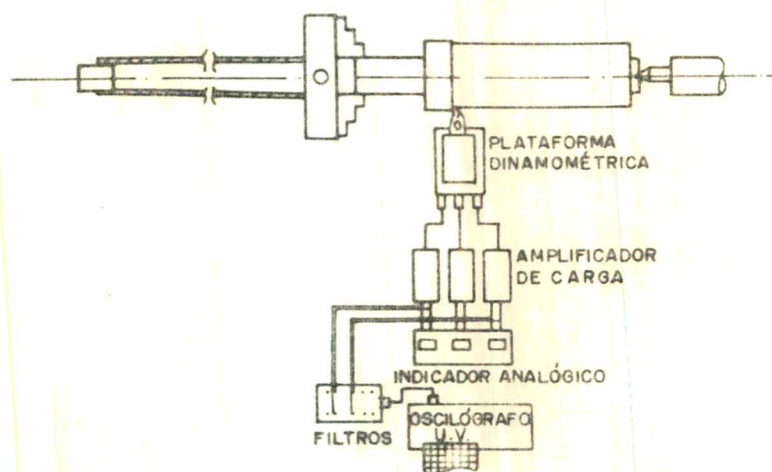 PLATAFORMA
DINAMOMÉTRICA
AMPLIFICADOR
DE CARGA
INDICADOR ANALÓGICO
FILTROS
OSCILÓGRAFO
U.V.